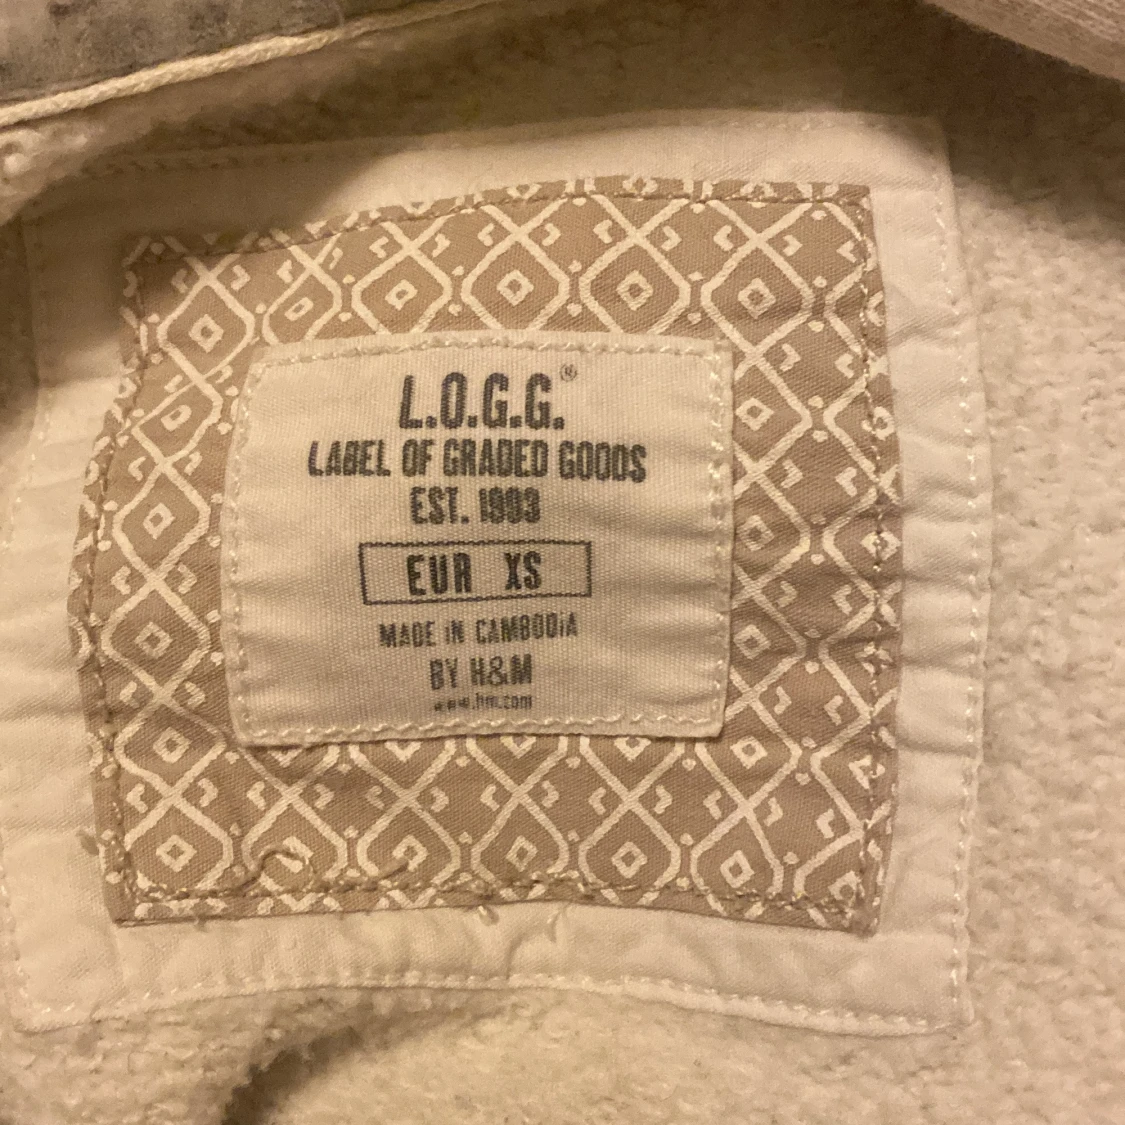 L.O.G.G.®
LABEL OF GRADED GOODS
EST. 1993
EUR XS
MADE IN CAMBODiA
BY H&M
www.hm.com